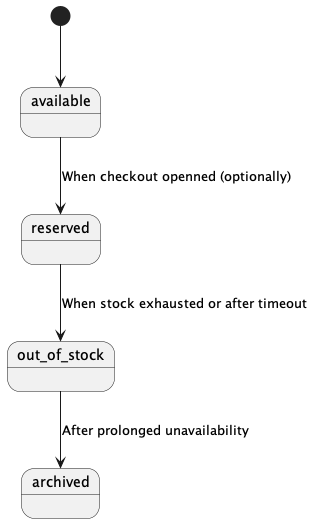 available
When checkout openned (optionally)
reserved
When stock exhausted or after timeout
out_of_stock
After prolonged unavailability
archived